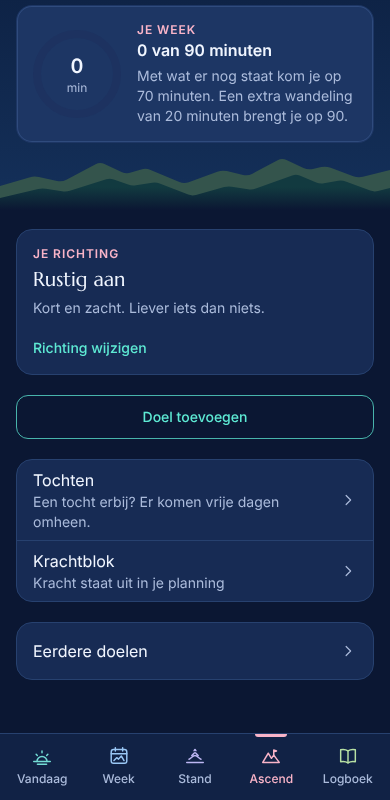 JE WEEK
0 van 90 minuten
0
min
Met wat er nog staat kom je op
70 minuten. Een extra wandeling
van 20 minuten brengt je op 90.
JE RICHTING
Rustig aan
Kort en zacht. Liever iets dan niets.
Richting wijzigen
Doel toevoegen
Tochten
Een tocht erbij? Er komen vrije dagen
omheen.
Krachtblok
Kracht staat uit in je planning
Eerdere doelen
Vandaag
Week
Stand
Ascend
Logboek